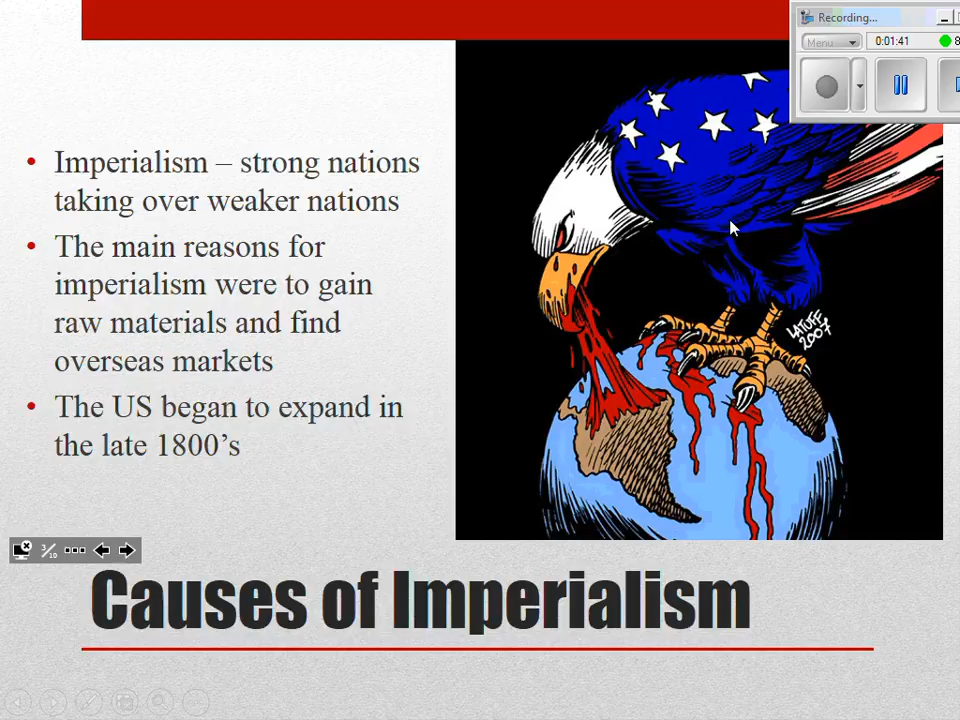 Recording...
Menu
0:01:41
8
• Imperialism – strong nations
taking over weaker nations
• The main reasons for
imperialism were to gain
raw materials and find
overseas markets
• The US began to expand in
the late 1800’s
LATUFF
2007
3/10
Causes of Imperialism